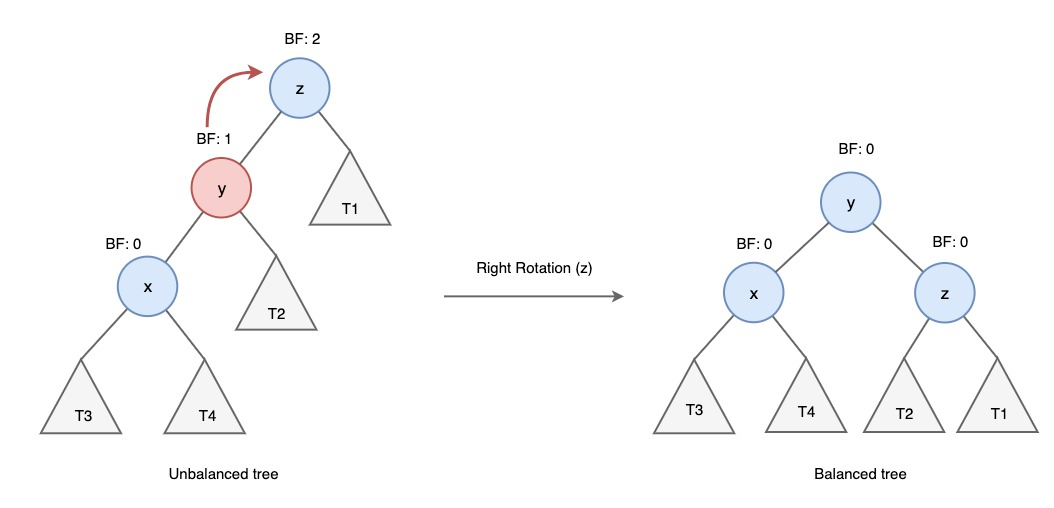 BF: 2
z
BF: 1
y
T1
BF: 0
x
T2
T3
T4
Unbalanced tree
Right Rotation (z)
BF: 0
y
BF: 0
x
BF: 0
z
T3
T4
T2
T1
Balanced tree